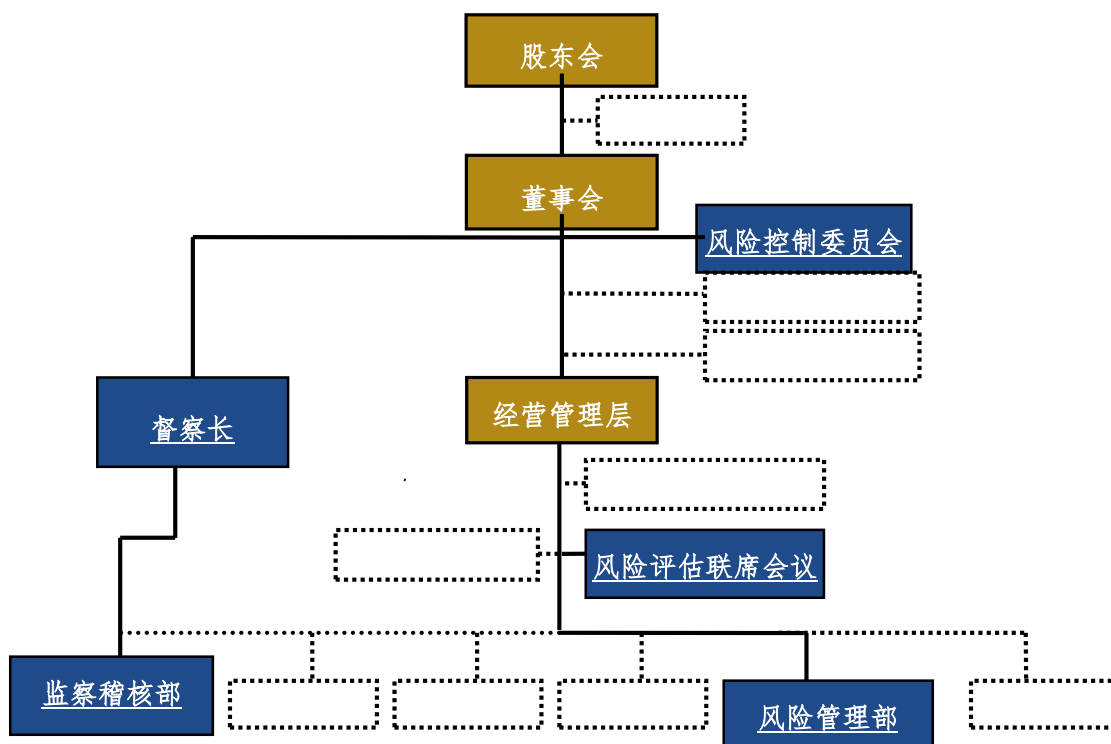 股东会
董事会
风险控制委员会
经营管理层
督察长
风险评估联席会议
监察稽核部
风险管理部